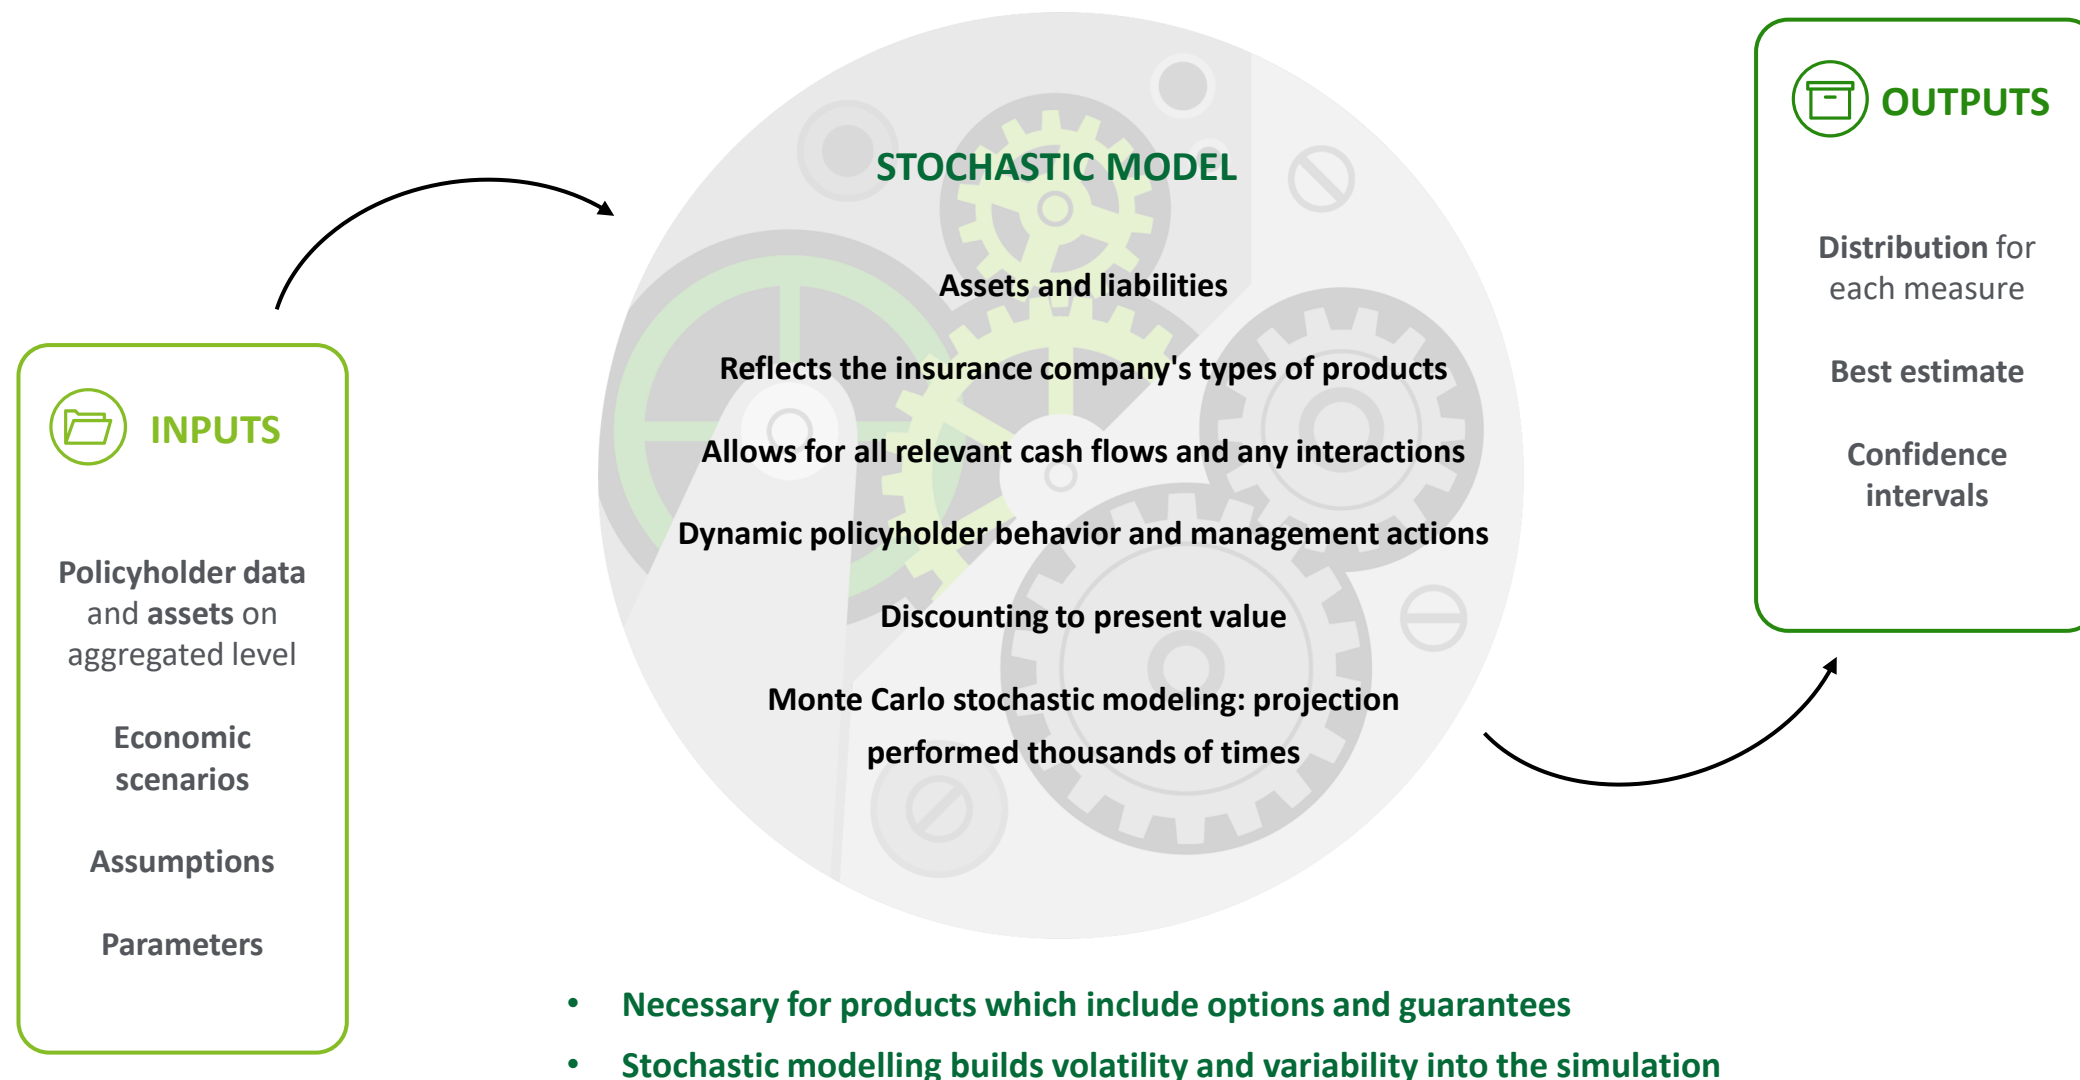 INPUTS
Policyholder data
and assets on
aggregated level
Economic
scenarios
Assumptions
Parameters
STOCHASTIC MODEL
Assets and liabilities
Reflects the insurance company's types of products
Allows for all relevant cash flows and any interactions
Dynamic policyholder behavior and management actions
Discounting to present value
Monte Carlo stochastic modeling: projection
performed thousands of times
OUTPUTS
Distribution for
each measure
Best estimate
Confidence
intervals
• Necessary for products which include options and guarantees
• Stochastic modelling builds volatility and variability into the simulation